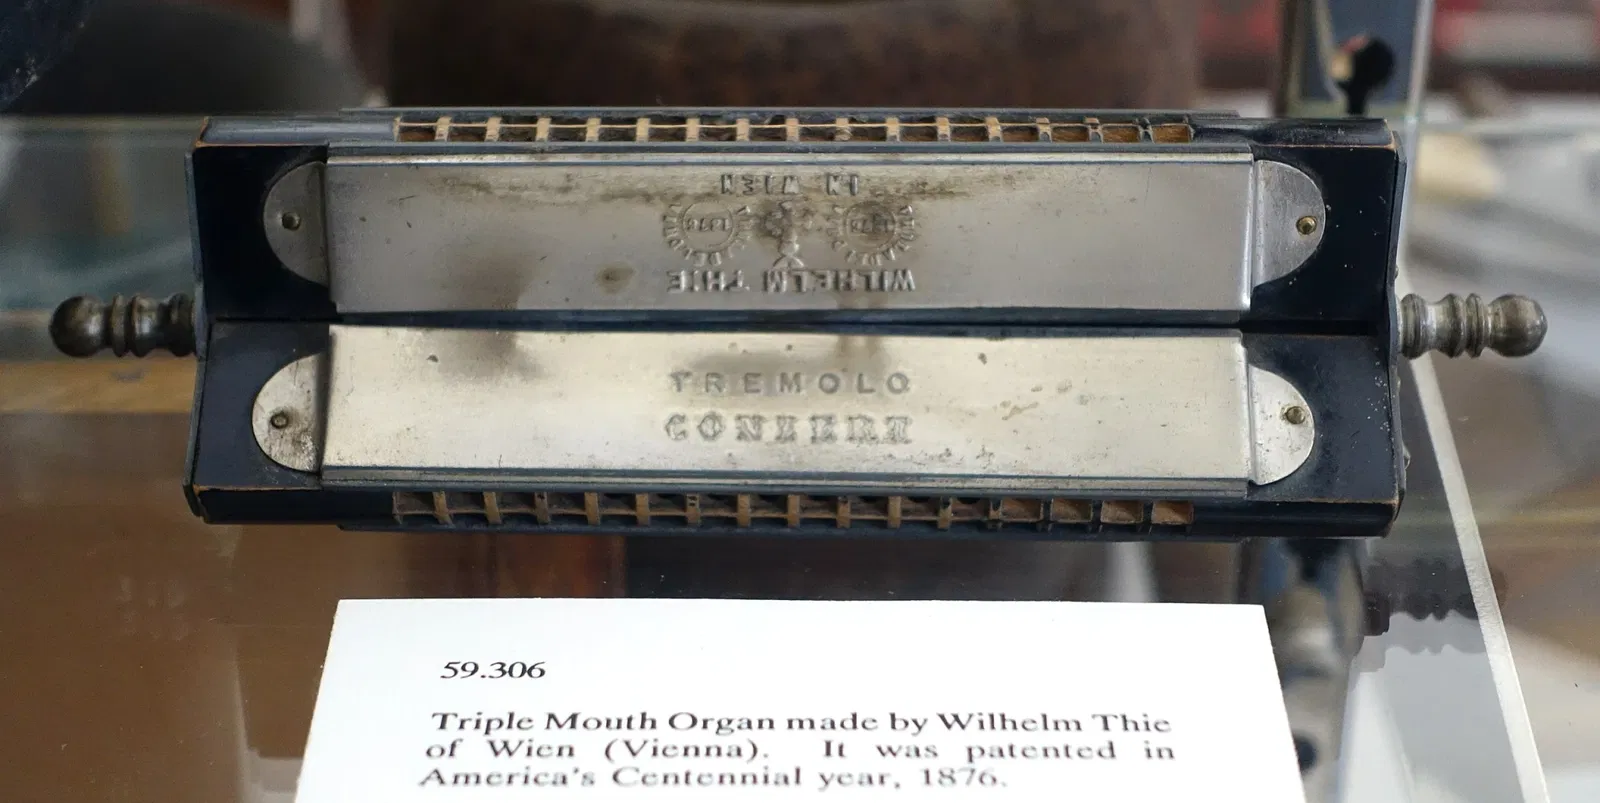 IN WIEN
1876
WILHELM THIE
TREMOLO
CONZERT
59.306
Triple Mouth Organ made by Wilhelm Thie
of Wien (Vienna). It was patented in
America's Centennial year, 1876.